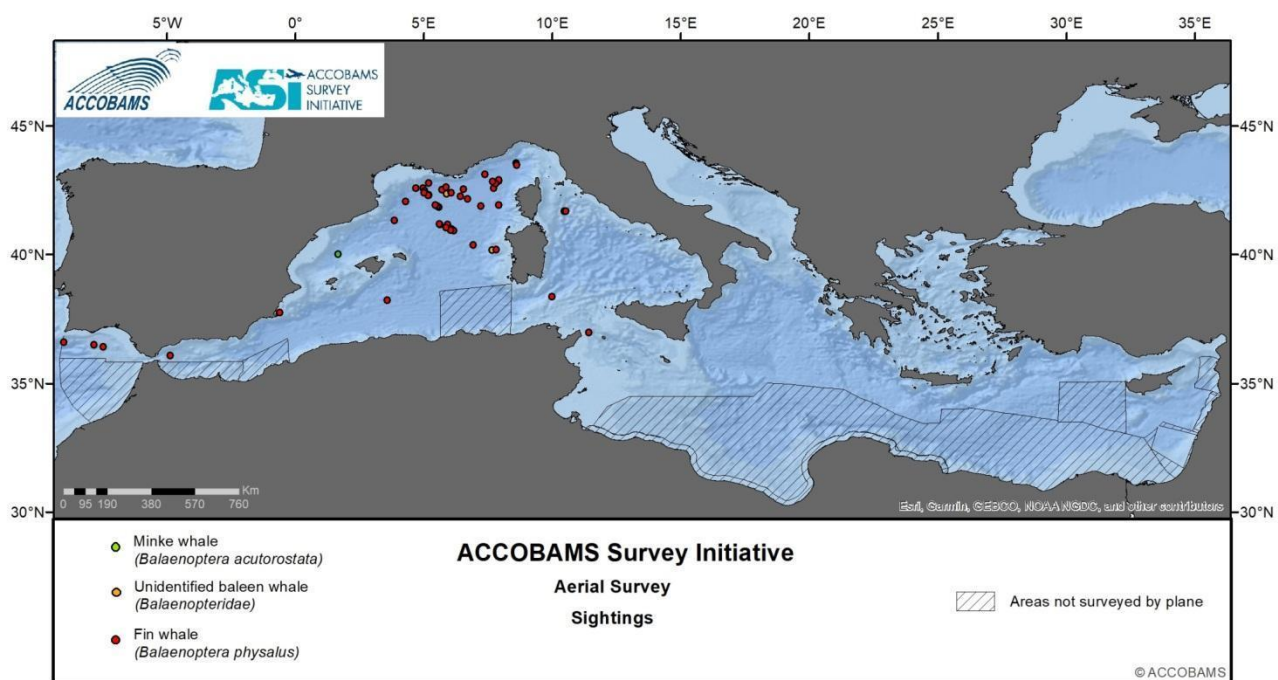 5°W 0° 5°E 10°E 15°E 20°E 25°E 30°E 35°E
ACCOBAMS
ASI ACCOBAMS
SURVEY
INITIATIVE
45°N 45°N
40°N 40°N
35°N 35°N
Km
0 95 190 380 570 760
Esri, Garmin, GEBCO, NOAA NGDC, and other contributors
30°N 30°N
Minke whale
(Balaenoptera acutorostata)
Unidentified baleen whale
(Balaenopteridae)
Fin whale
(Balaenoptera physalus)
ACCOBAMS Survey Initiative
Aerial Survey
Sightings
Areas not surveyed by plane
© ACCOBAMS